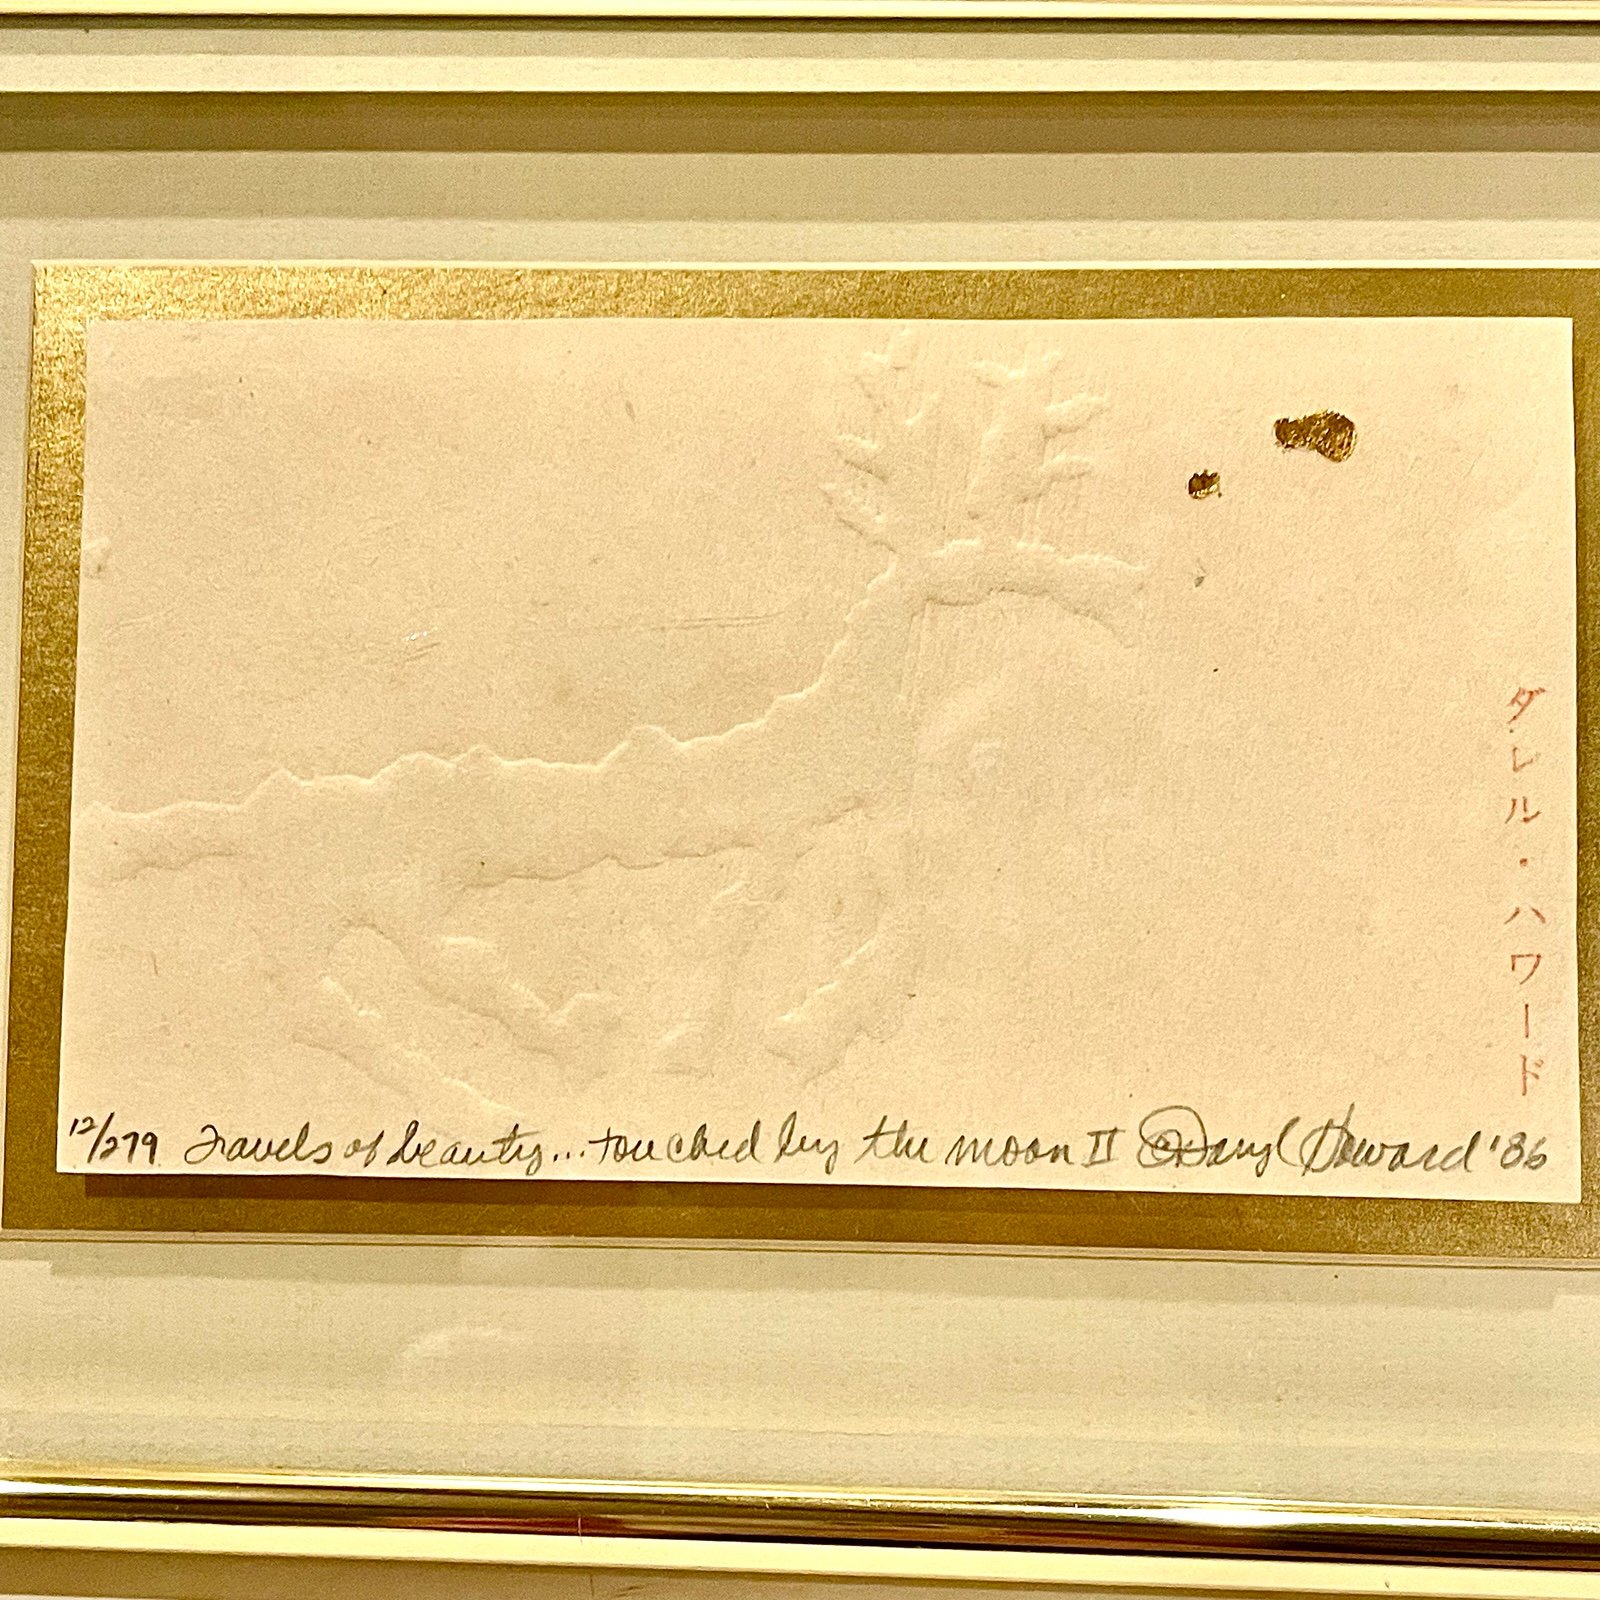 ダレル・ハワード
12/279 Travels of beauty... touched by the moon II © Daryl Howard '86